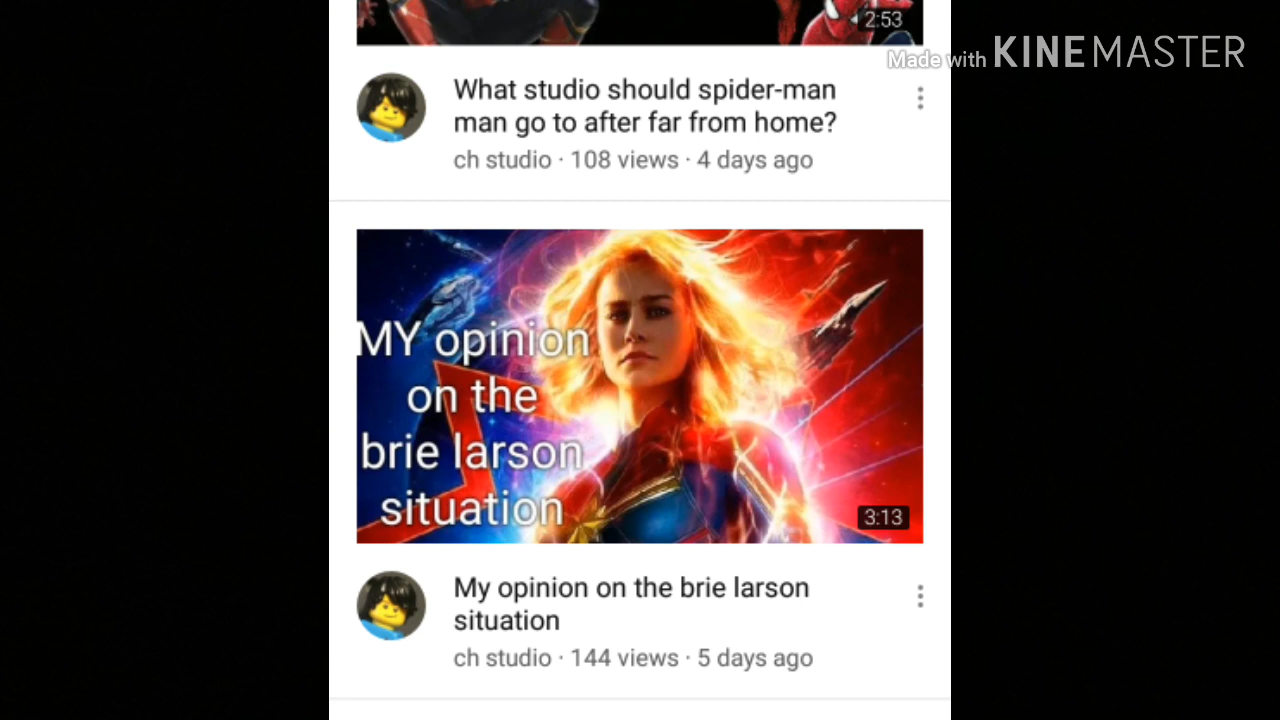 2:53
Made with KINEMASTER
What studio should spider-man
man go to after far from home?
ch studio · 108 views · 4 days ago
MY opinion
on the
brie larson
situation
3:13
My opinion on the brie larson
situation
ch studio · 144 views · 5 days ago